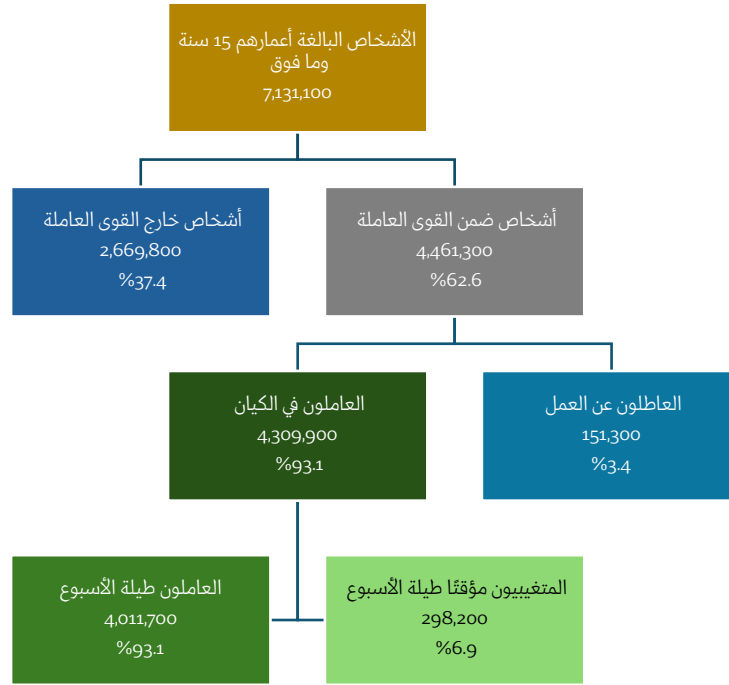 الأشخاص البالغة أعمارهم 15 سنة
وما فوق
7,131,100
أشخاص ضمن القوى العاملة
4,461,300
%62.6
أشخاص خارج القوى العاملة
2,669,800
%37.4
العاطلون عن العمل
151,300
%3.4
العاملون في الكيان
4,309,900
%93.1
المتغيبيون مؤقتًا طيلة الأسبوع
298,200
%6.9
العاملون طيلة الأسبوع
4,011,700
%93.1